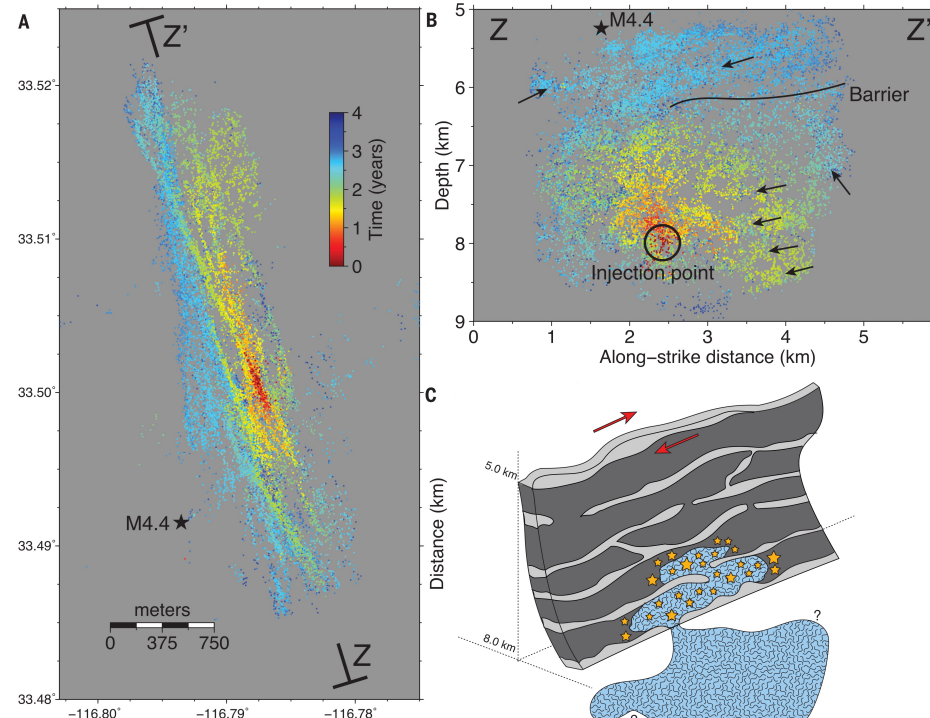 A
Z'
33.52°
33.51°
33.50°
33.49°
33.48°
−116.80°
−116.79°
−116.78°
4
3
2
1
0
Time (years)
M4.4
meters
0 375 750
Z
B
Z
M4.4
Z'
5
6
7
8
9
Depth (km)
Barrier
Injection point
0 1 2 3 4 5
Along−strike distance (km)
C
Distance (km)
5.0 km
8.0 km
?